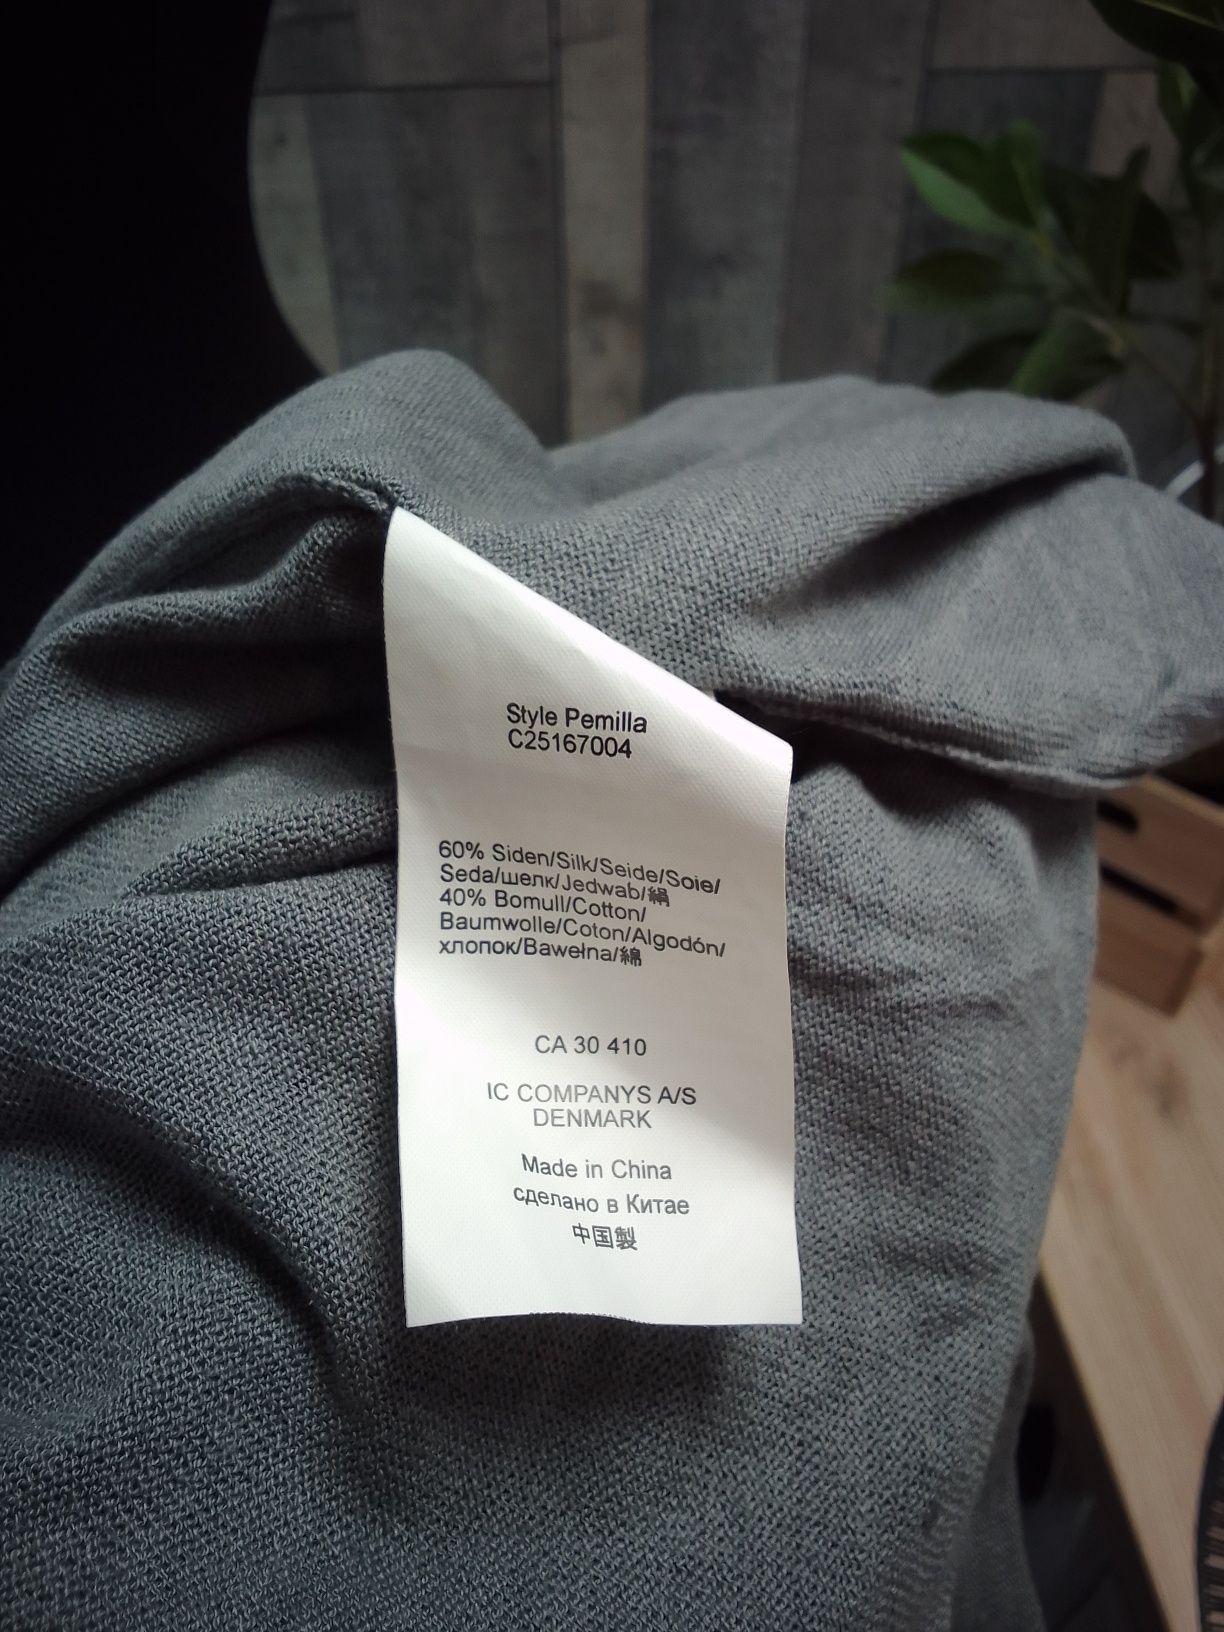 Style Pemilla
C25167004
60% Siden/Silk/Seide/Soie/
Seda/шелк/Jedwab/絹
40% Bomull/Cotton/
Baumwolle/Coton/Algodón/
хлопок/Bawełna/綿
CA 30 410
IC COMPANYS A/S
DENMARK
Made in China
сделано в Китае
中国製